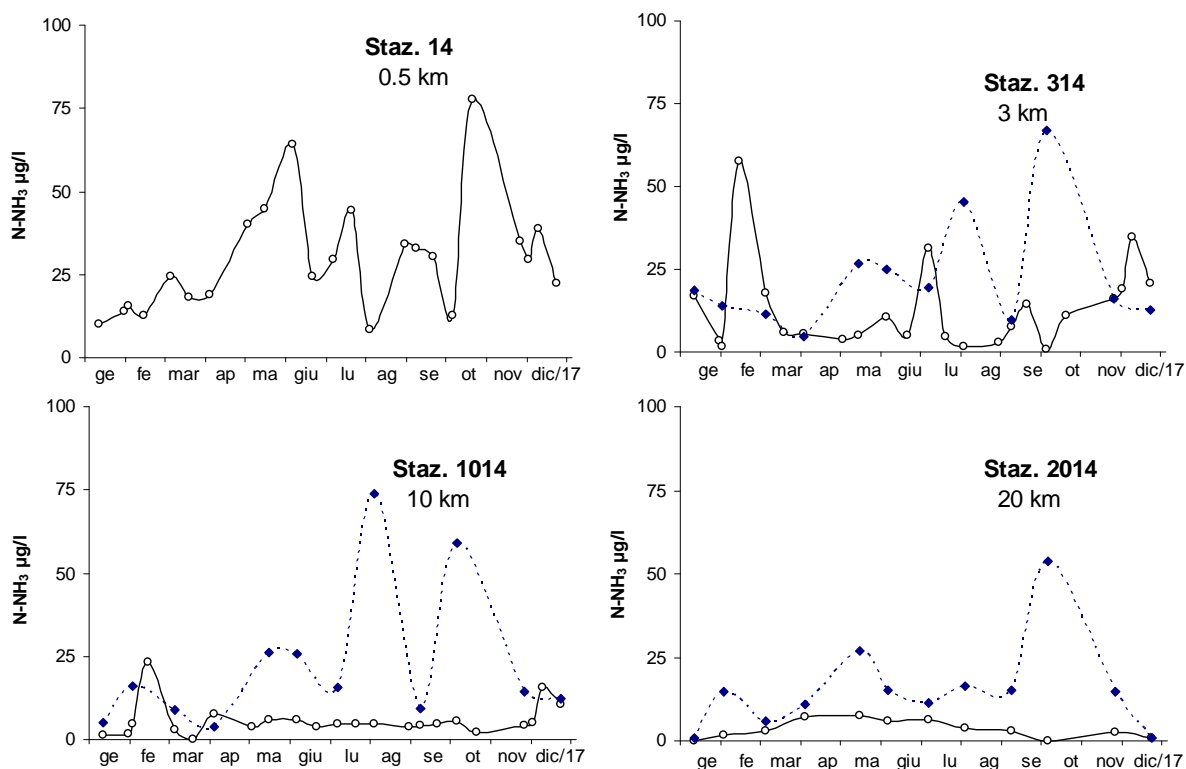 100
75
50
25
0
N-NH₃ µg/l
Staz. 14
0.5 km
ge fe mar ap ma giu lu ag se ot nov dic/17
100
75
50
25
0
N-NH₃ µg/l
Staz. 314
3 km
ge fe mar ap ma giu lu ag se ot nov dic/17
100
75
50
25
0
N-NH₃ µg/l
Staz. 1014
10 km
ge fe mar ap ma giu lu ag se ot nov dic/17
100
75
50
25
0
N-NH₃ µg/l
Staz. 2014
20 km
ge fe mar ap ma giu lu ag se ot nov dic/17